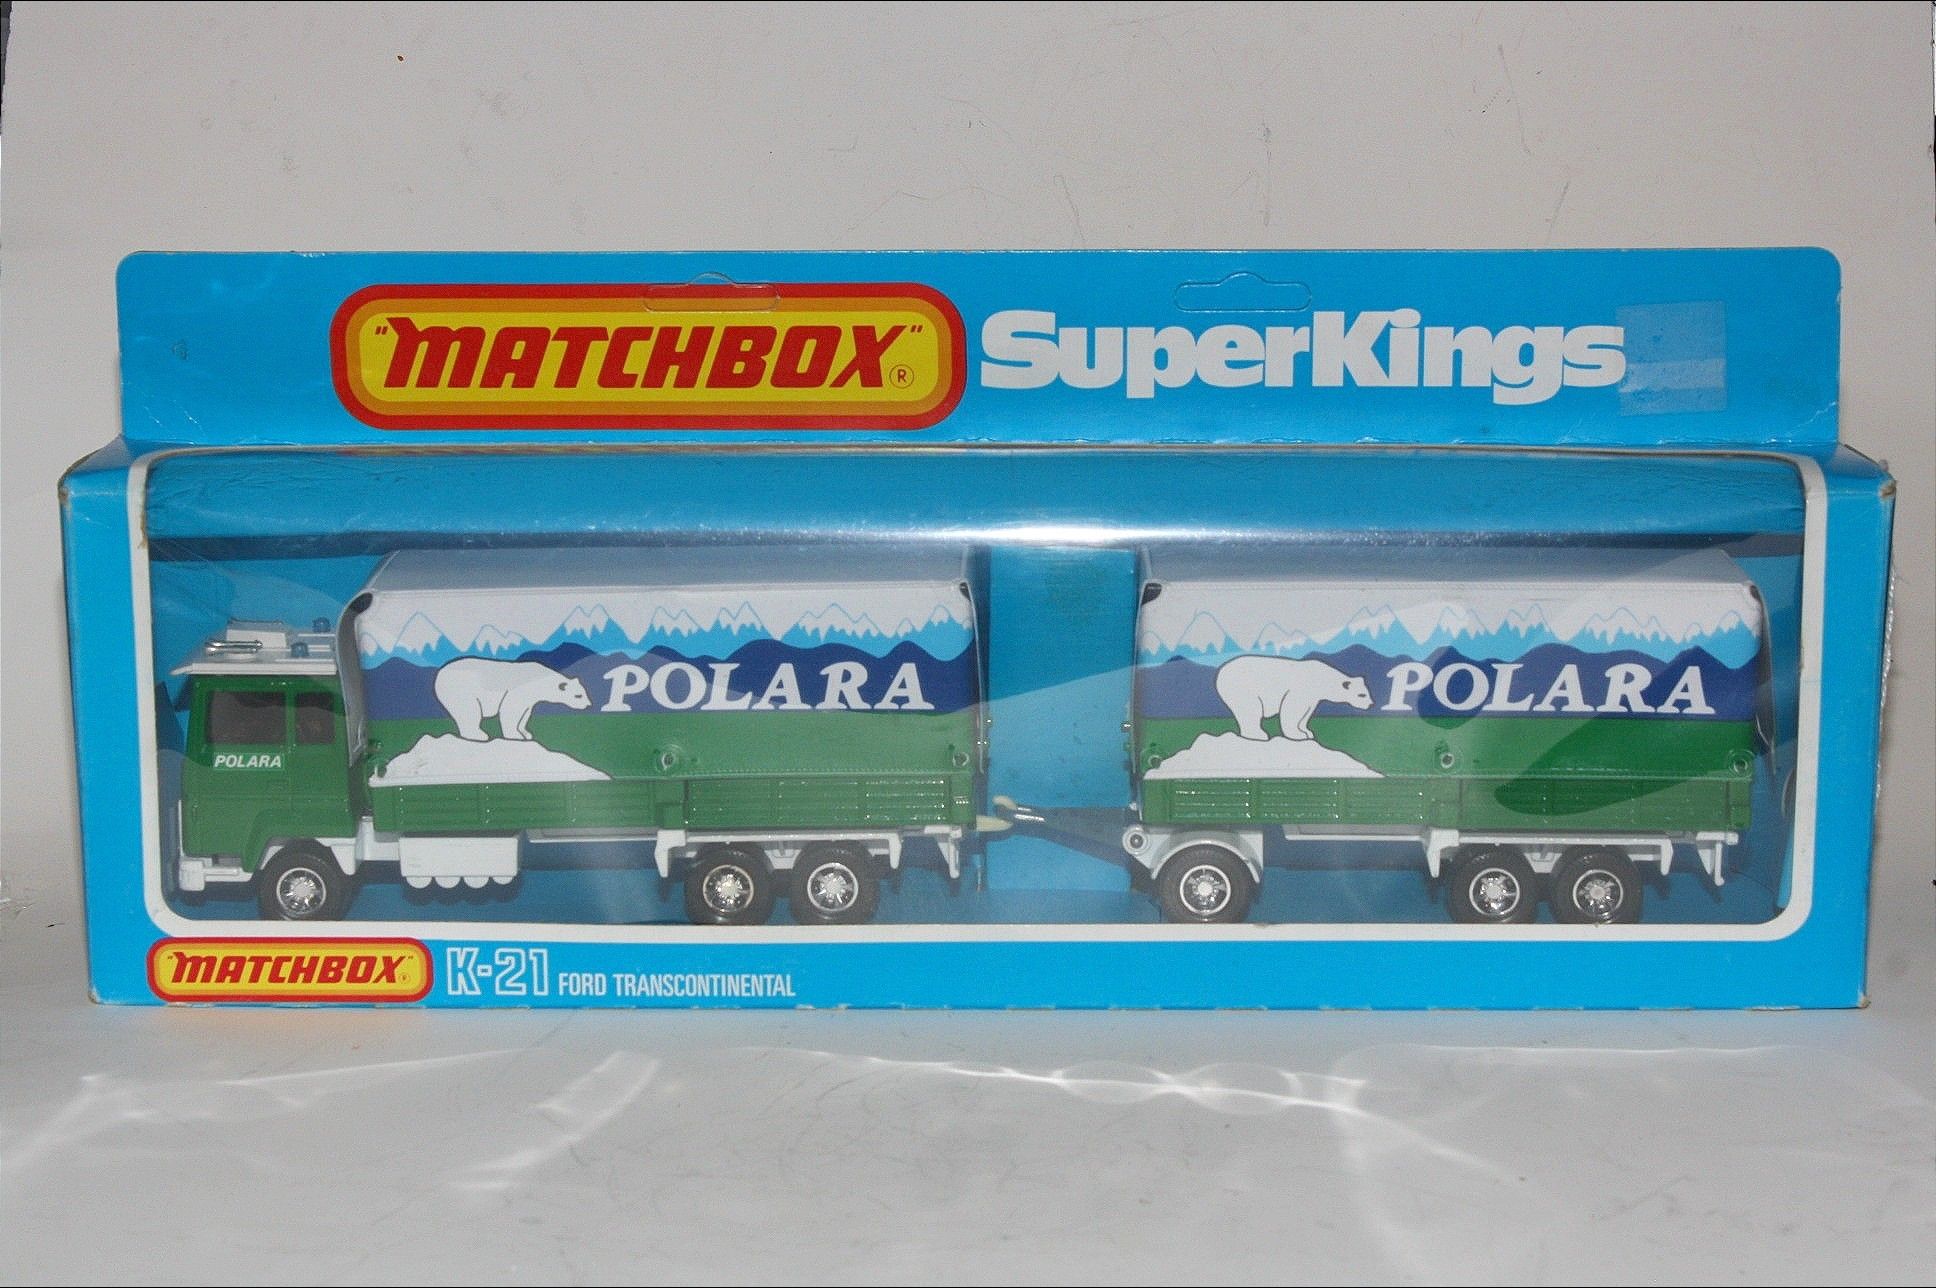 "MATCHBOX" ®
SuperKings
POLARA
POLARA
POLARA
"MATCHBOX" ®
K-21 FORD TRANSCONTINENTAL